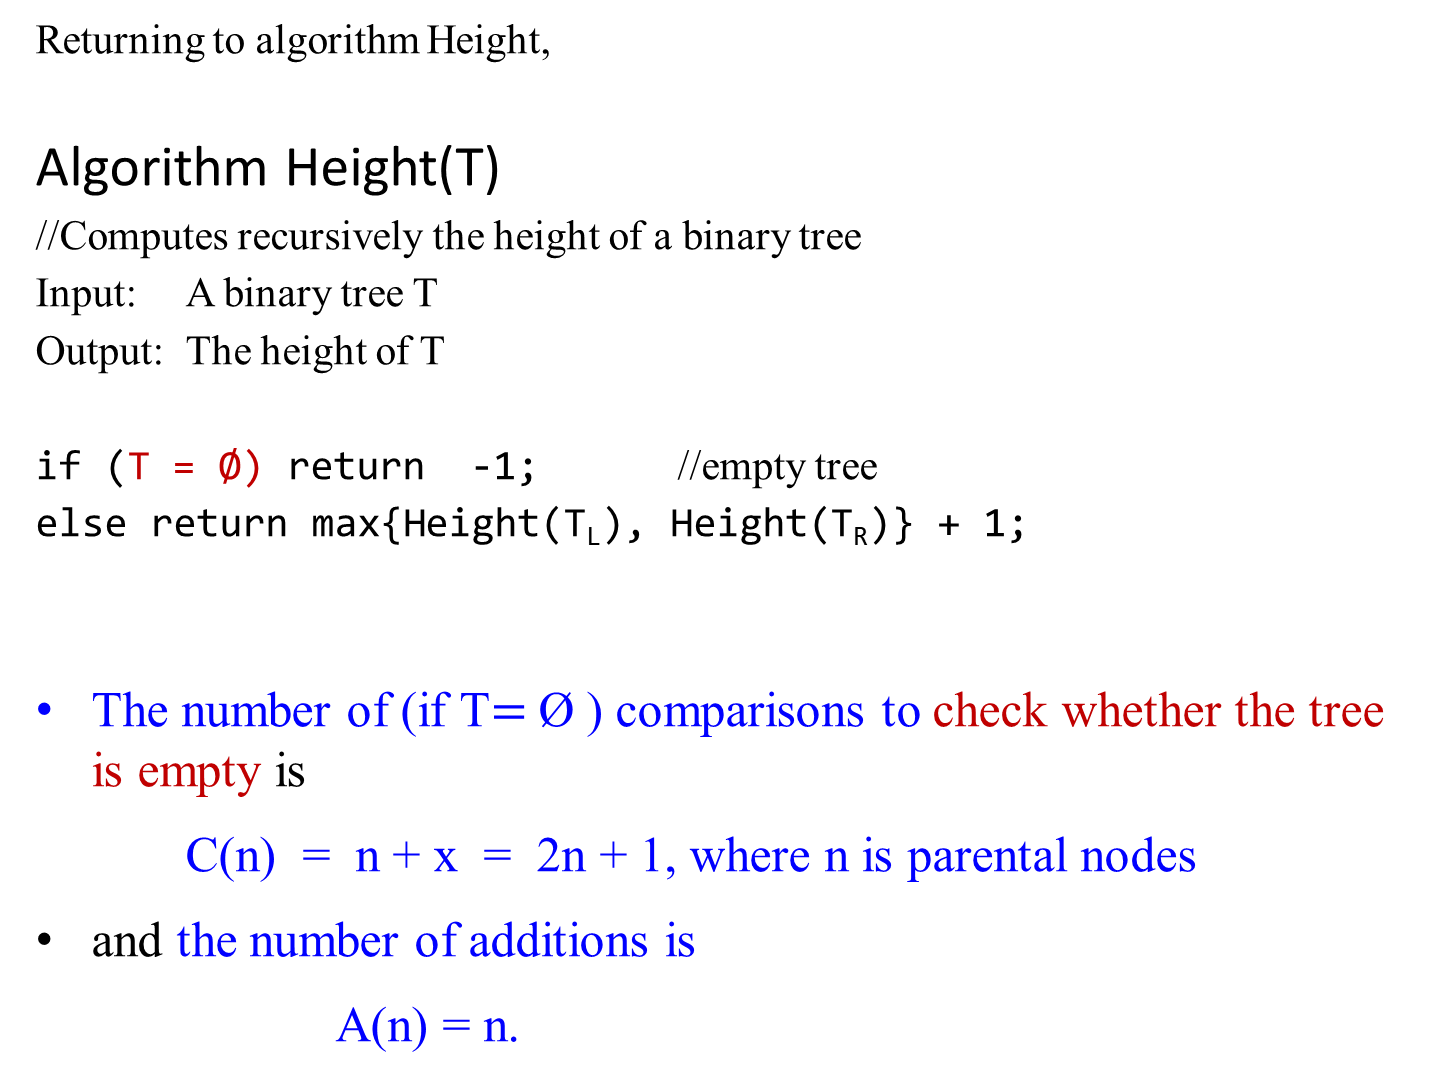 Returning to algorithm Height,
Algorithm Height(T)
//Computes recursively the height of a binary tree
Input: A binary tree T
Output: The height of T
if (T = Ø) return -1; //empty tree
else return max{Height(T_L), Height(T_R)} + 1;
• The number of (if T= Ø ) comparisons to check whether the tree
is empty is
C(n) = n + x = 2n + 1, where n is parental nodes
• and the number of additions is
A(n) = n.